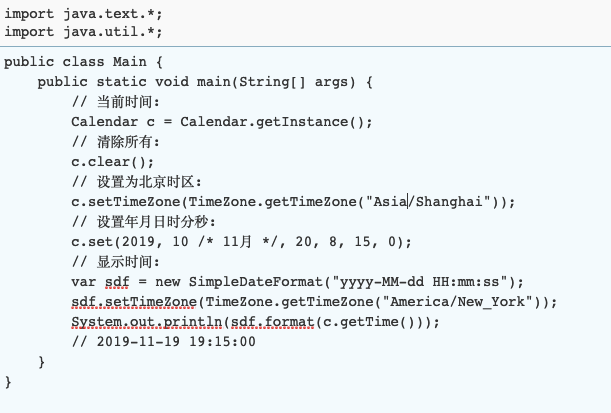 import java.text.*;
import java.util.*;
public class Main {
    public static void main(String[] args) {
        // 当前时间:
        Calendar c = Calendar.getInstance();
        // 清除所有:
        c.clear();
        // 设置为北京时区:
        c.setTimeZone(TimeZone.getTimeZone("Asia/Shanghai"));
        // 设置年月日时分秒:
        c.set(2019, 10 /* 11月 */, 20, 8, 15, 0);
        // 显示时间:
        var sdf = new SimpleDateFormat("yyyy-MM-dd HH:mm:ss");
        sdf.setTimeZone(TimeZone.getTimeZone("America/New_York"));
        System.out.println(sdf.format(c.getTime()));
        // 2019-11-19 19:15:00
    }
}